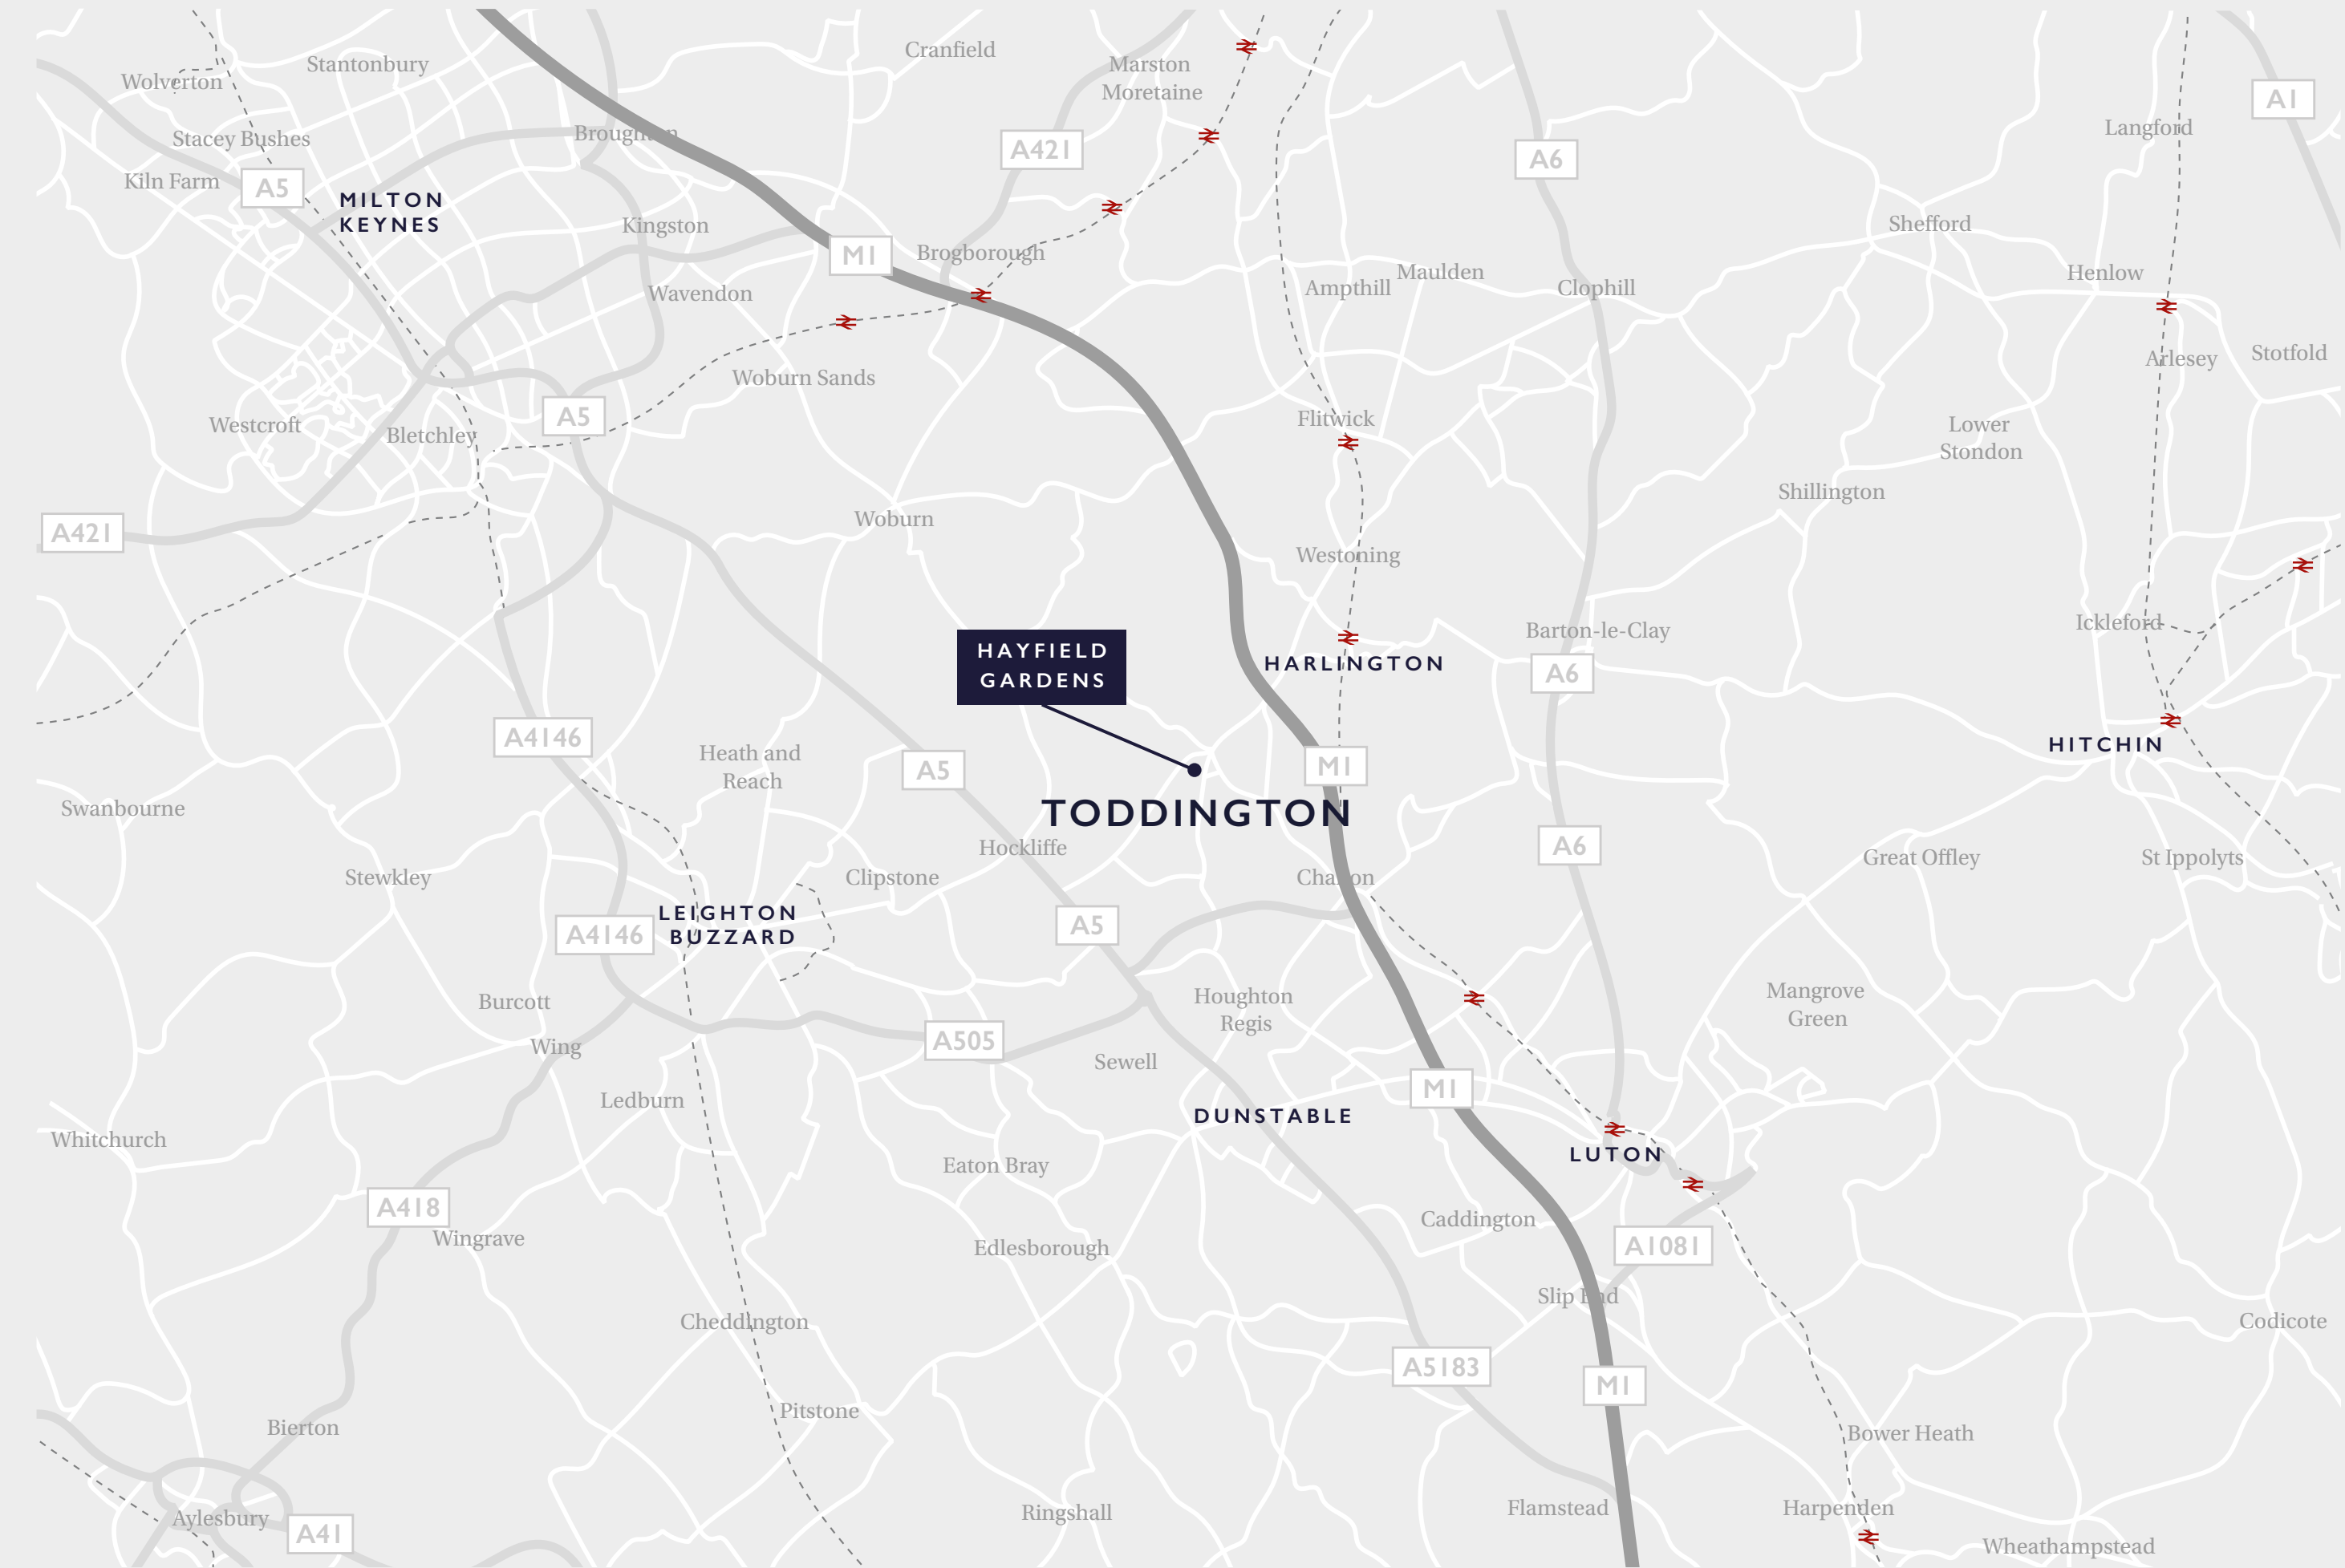 Cranfield
Stantonbury
Marston
Moretaine
Wolverton
A1
Langford
Broughton
Stacey Bushes
A421
A6
Kiln Farm
A5
MILTON
KEYNES
Kingston
Shefford
M1
Brogborough
Maulden
Henlow
Wavendon
Ampthill
Clophill
Arlesey
Stotfold
Woburn Sands
A5
Flitwick
Westcroft
Bletchley
Lower
Stondon
Shillington
A421
Woburn
Westoning
Ickleford
Barton-le-Clay
HAYFIELD
GARDENS
HARLINGTON
A6
A4146
HITCHIN
Heath and
Reach
A5
M1
Swanbourne
TODDINGTON
Hockliffe
A6
Great Offley
St Ippolyts
Stewkley
Clipstone
Chalton
LEIGHTON
BUZZARD
A4146
A5
Burcott
Houghton
Regis
Mangrove
Green
Wing
A505
Sewell
M1
Ledburn
DUNSTABLE
Whitchurch
LUTON
Eaton Bray
A418
Wingrave
Caddington
Edlesborough
A1081
Slip End
Cheddington
Codicote
A5183
M1
Pitstone
Bierton
Bower Heath
Ringshall
Flamstead
Harpenden
Aylesbury
A41
Wheathampstead